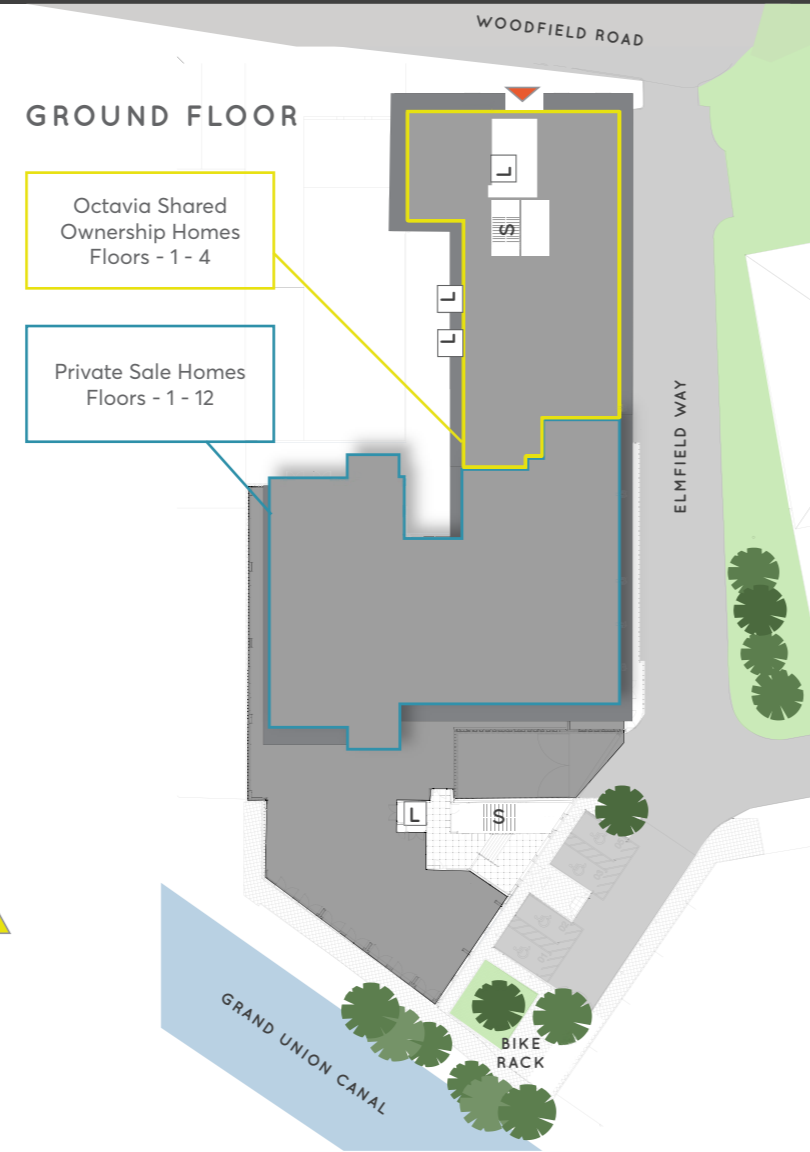 WOODFIELD ROAD
GROUND FLOOR
Octavia Shared
Ownership Homes
Floors - 1 - 4
L
S
L
L
Private Sale Homes
Floors - 1 - 12
ELMFIELD WAY
L
S
GRAND UNION CANAL
BIKE
RACK